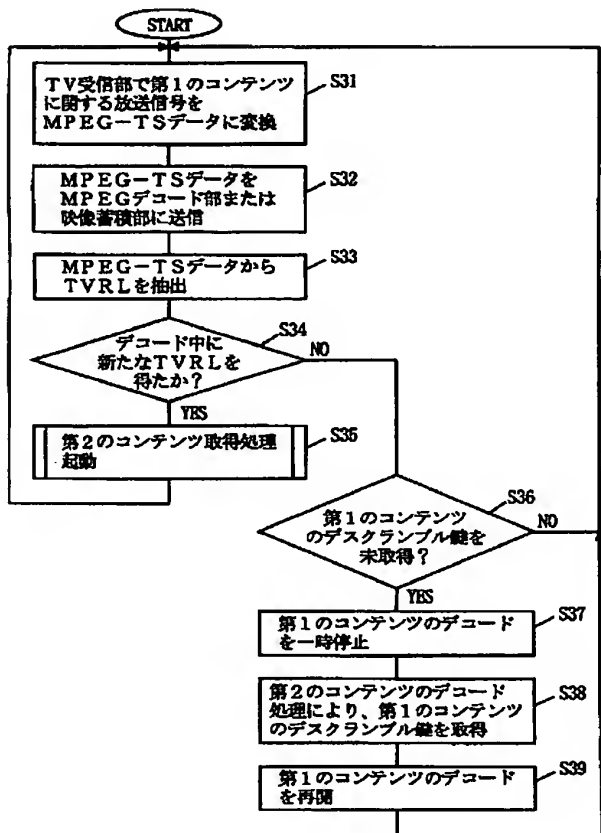 START
TV受信部で第1のコンテンツ
に関する放送信号を
MPEG-TSデータに変換
S31
MPEG-TSデータを
MPEGデコード部または
映像蓄積部に送信
S32
MPEG-TSデータから
TVRLを抽出
S33
デコード中に
新たなTVRLを
得たか?
S34
NO
YES
第2のコンテンツ取得処理
起動
S35
第1のコンテンツ
のデスクランブル鍵を
未取得?
S36
NO
YES
第1のコンテンツのデコード
を一時停止
S37
第2のコンテンツのデコード
処理により、第1のコンテンツ
のデスクランブル鍵を取得
S38
第1のコンテンツのデコード
を再開
S39